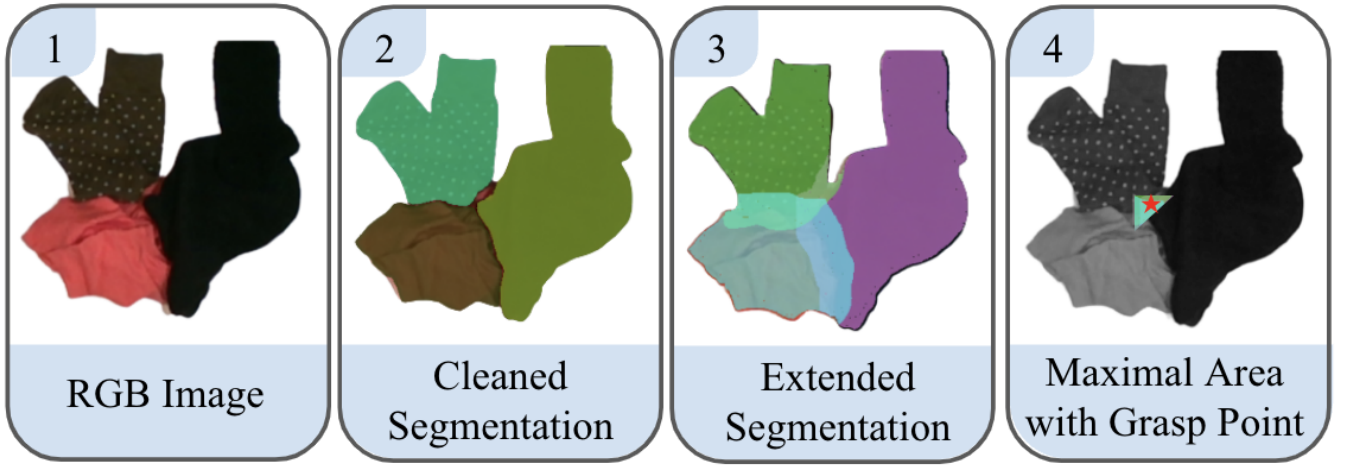 1
RGB Image
2
Cleaned
Segmentation
3
Extended
Segmentation
4
Maximal Area
with Grasp Point